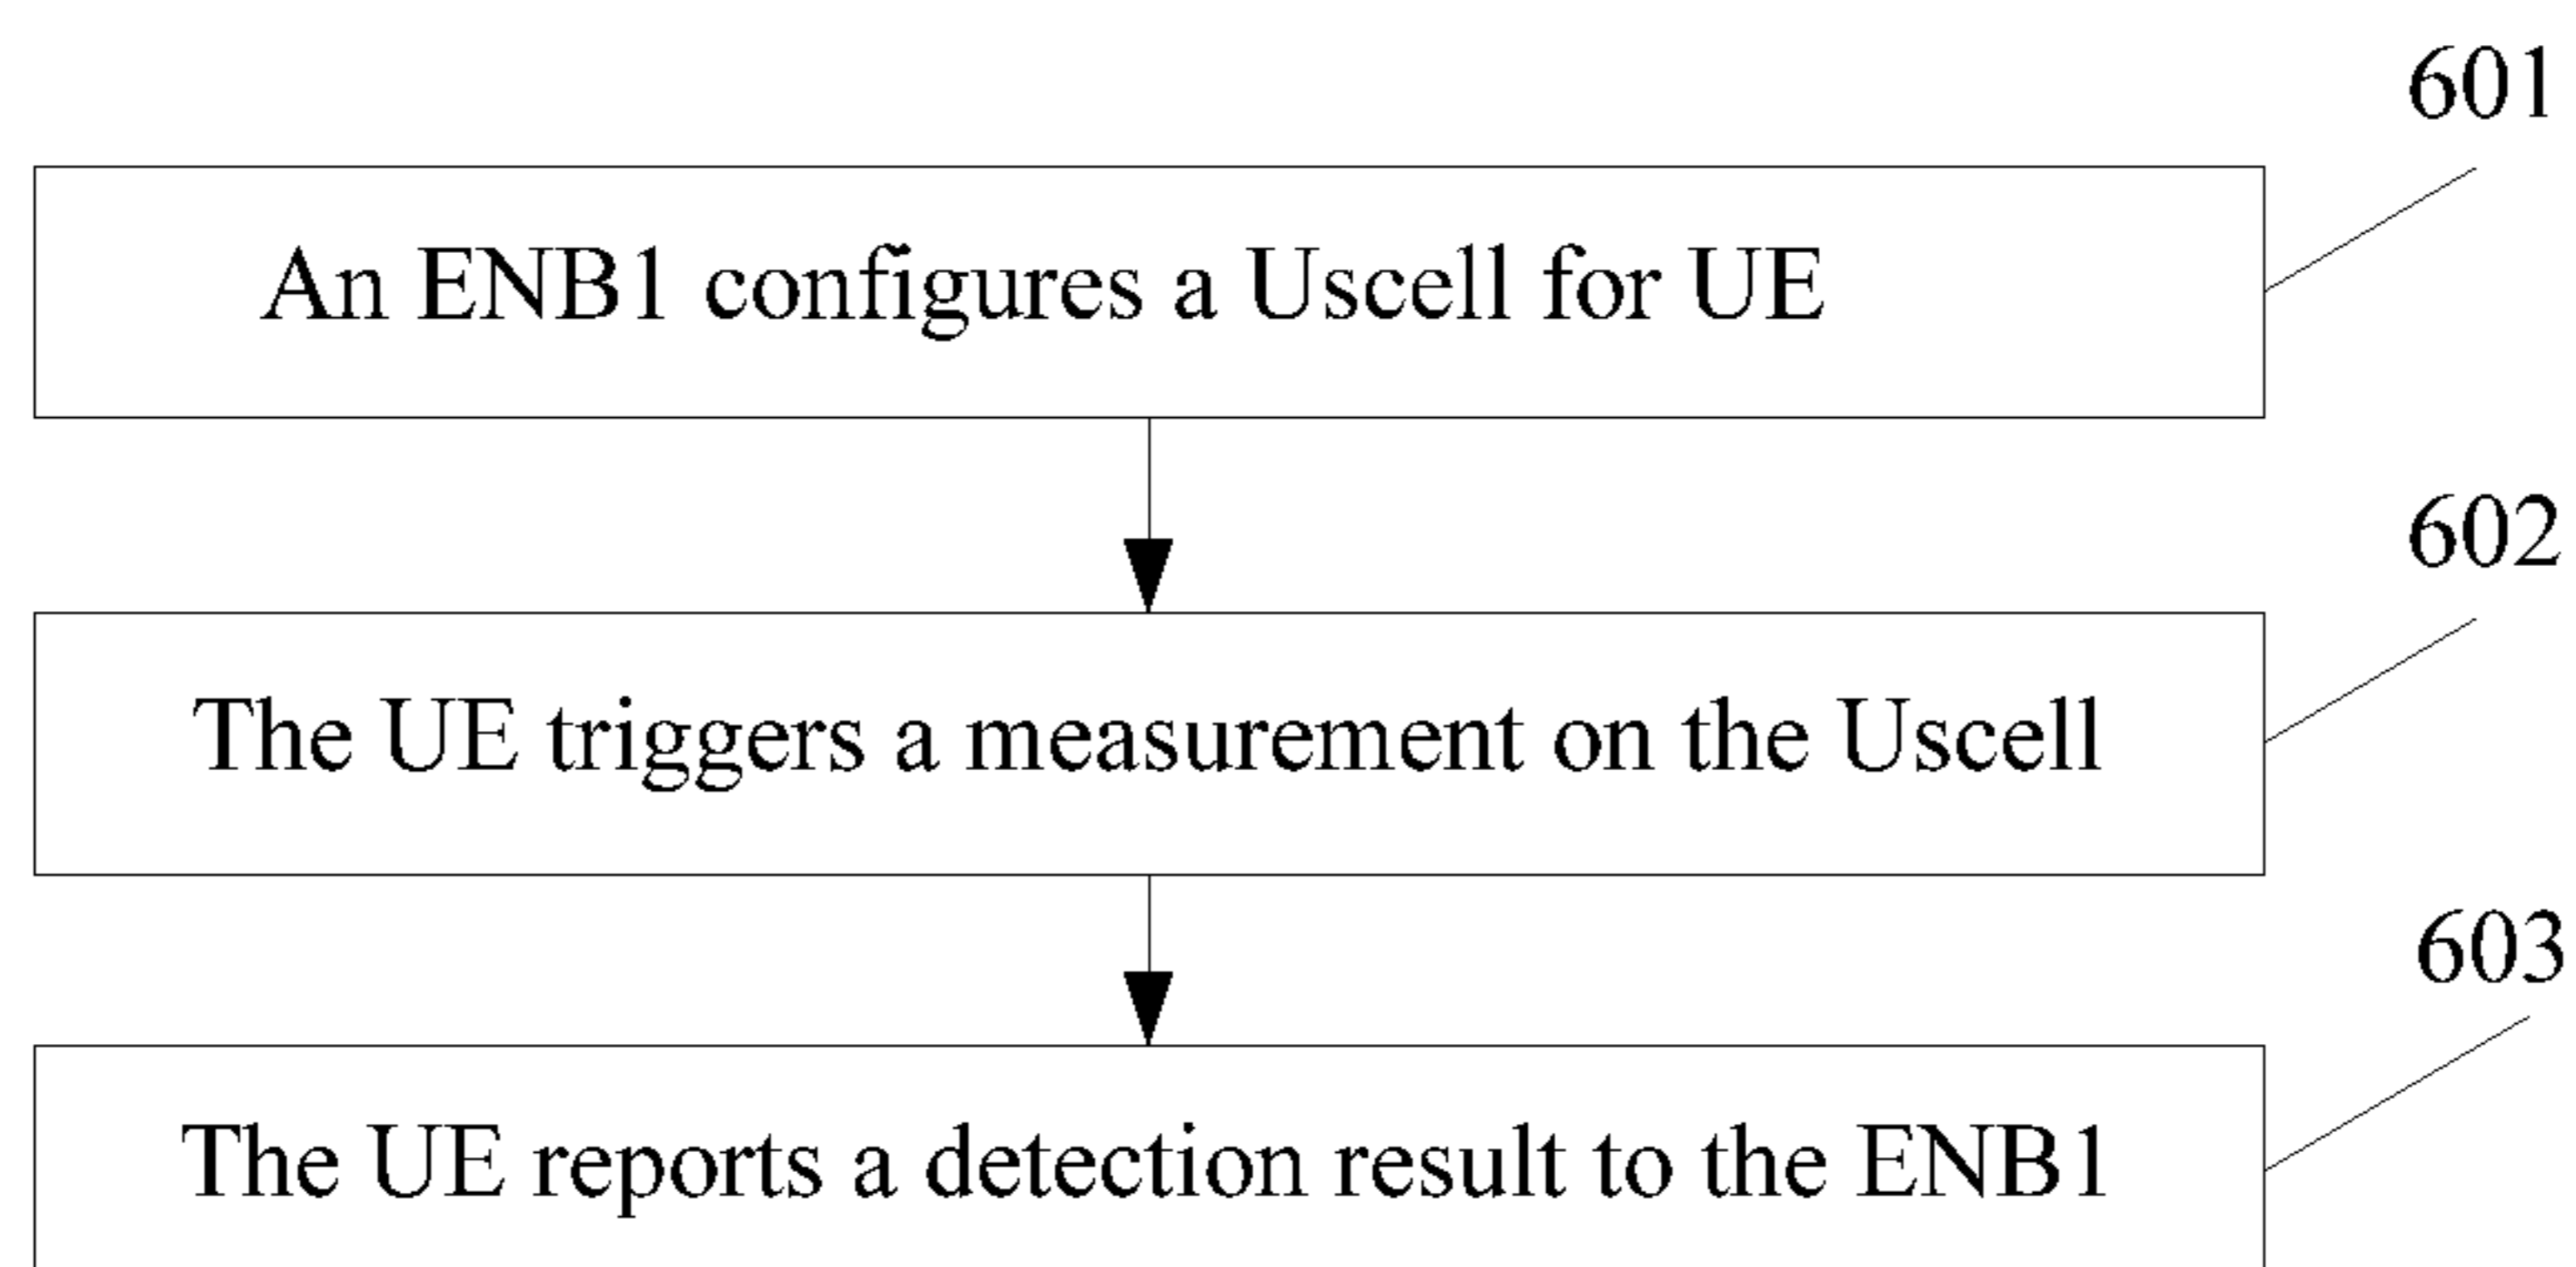 601
An ENB1 configures a Uscell for UE
602
The UE triggers a measurement on the Uscell
603
The UE reports a detection result to the ENB1